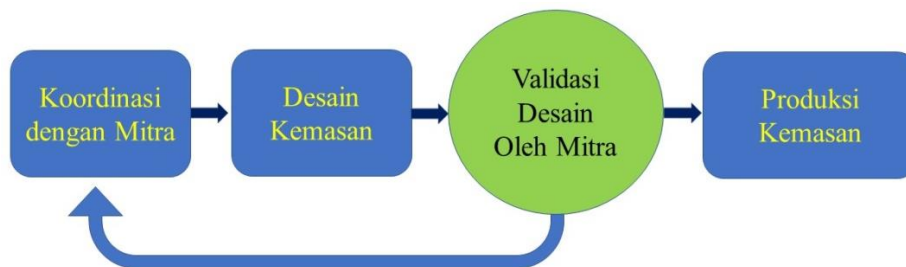 Koordinasi
dengan Mitra
Desain
Kemasan
Validasi
Desain
Oleh Mitra
Produksi
Kemasan